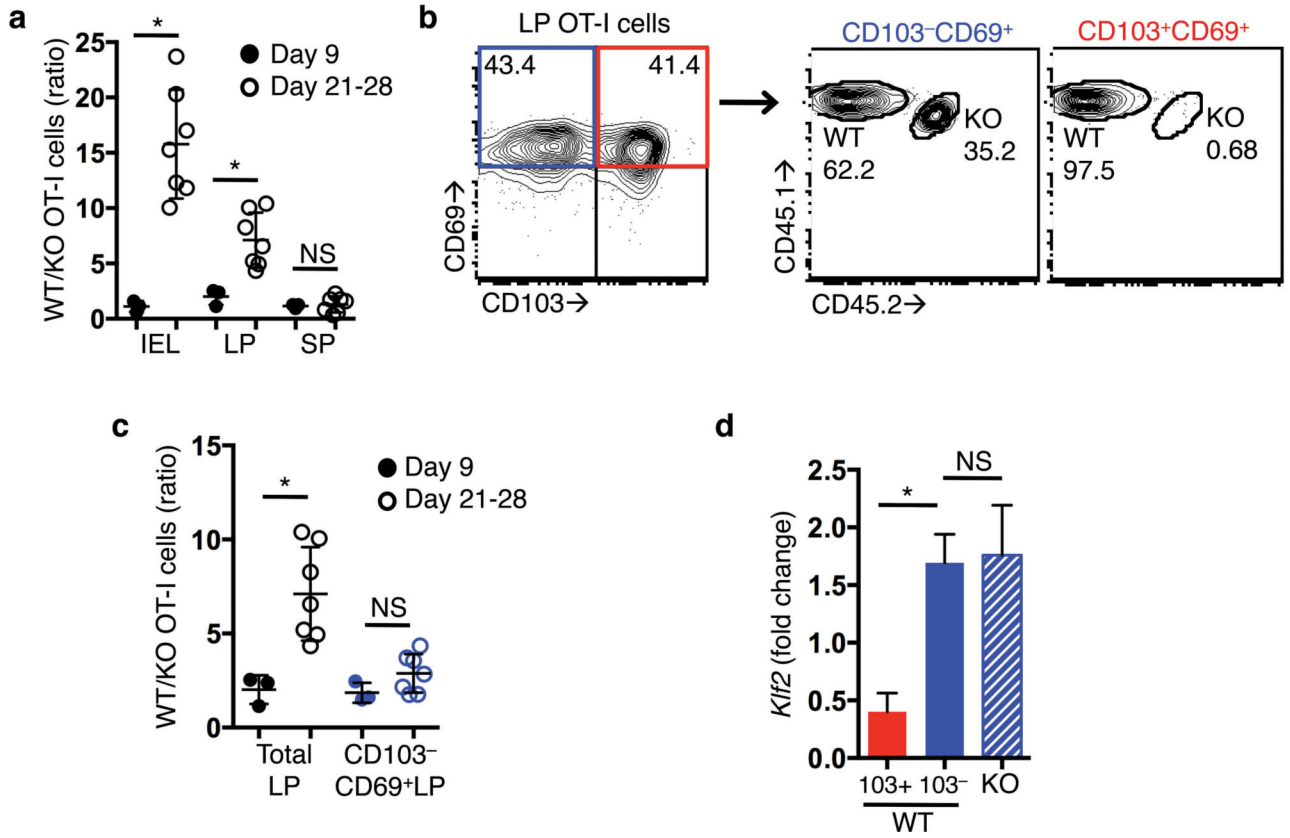 a
WT/KO OT-I cells (ratio)
25
20
15
10
5
0
*
*
NS
Day 9
Day 21-28
IEL LP SP
b
LP OT-I cells
43.4 41.4
CD69→
CD103→
CD103⁻CD69⁺
WT
62.2
KO
35.2
CD45.1→
CD45.2→
CD103⁺CD69⁺
WT
97.5
KO
0.68
c
WT/KO OT-I cells (ratio)
15
10
5
0
*
NS
Day 9
Day 21-28
Total
LP
CD103⁻
CD69⁺LP
d
Klf2 (fold change)
2.5
2.0
1.5
1.0
0.5
0.0
*
NS
103+ 103⁻ KO
WT